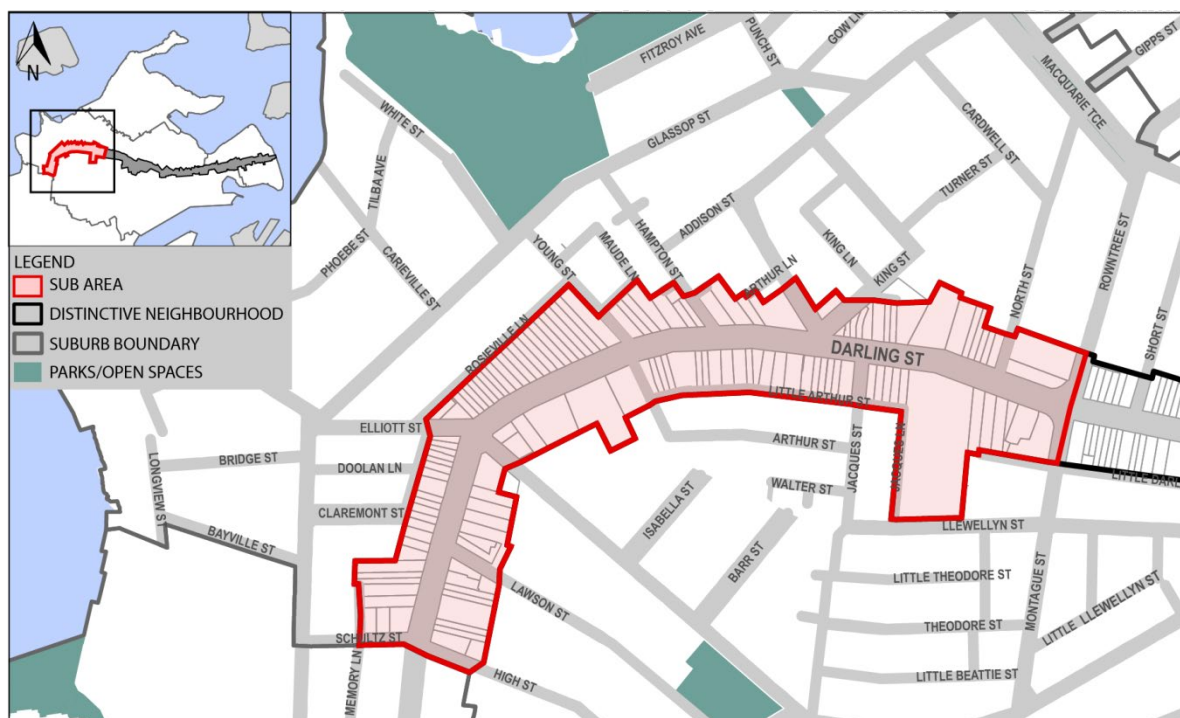 N
LEGEND
SUB AREA
DISTINCTIVE NEIGHBOURHOOD
SUBURB BOUNDARY
PARKS/OPEN SPACES
FITZROY AVE
PUNCH ST
GOW LN
GIPPS ST
MACQUARIE TCE
WHITE ST
GLASSOP ST
CARDWELL ST
TILBA AVE
TURNER ST
ADDISON ST
HAMPTON ST
PHOEBE ST
CARIEVILLE ST
YOUNG ST
MAUDE LN
KING LN
KING ST
ROWNTREE ST
ARTHUR LN
NORTH ST
SHORT ST
ROSIEVILLE LN
DARLING ST
LITTLE ARTHUR ST
ELLIOTT ST
ARTHUR ST
JACQUES ST
JACQUES LN
BRIDGE ST
DOOLAN LN
LONGVIEW ST
WALTER ST
ISABELLA ST
CLAREMONT ST
BAYVILLE ST
LLEWELLYN ST
BARR ST
LITTLE THEODORE ST
LAWSON ST
MONTAGUE ST
LITTLE LLEWELLYN ST
THEODORE ST
SCHULTZ ST
HIGH ST
MEMORY LN
LITTLE BEATTIE ST